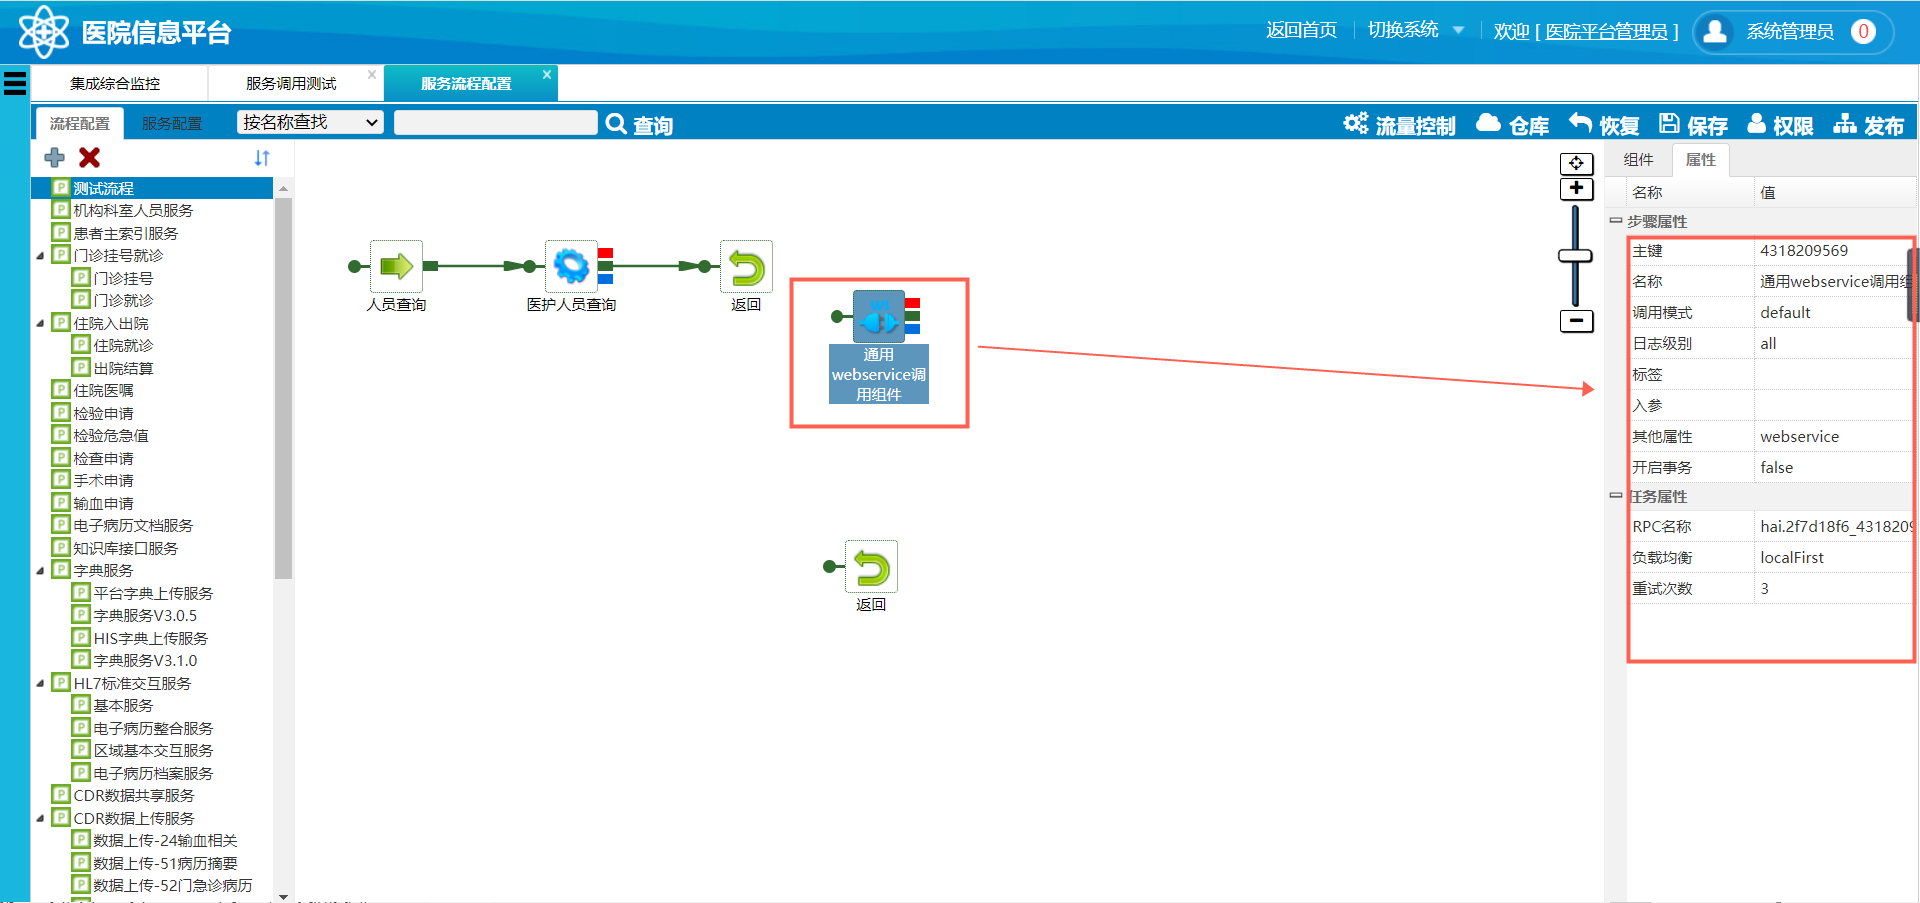 医院信息平台
返回首页
切换系统
欢迎 [ 医院平台管理员 ]
系统管理员
0
集成综合监控
服务调用测试
服务流程配置
流程配置
服务配置
按名称查找
查询
流量控制
仓库
恢复
保存
权限
发布
测试流程
机构科室人员服务
患者主索引服务
门诊挂号就诊
门诊挂号
门诊就诊
住院入出院
住院就诊
出院结算
住院医嘱
检验申请
检验危急值
检查申请
手术申请
输血申请
电子病历文档服务
知识库接口服务
字典服务
平台字典上传服务
字典服务V3.0.5
HIS字典上传服务
字典服务V3.1.0
HL7标准交互服务
基本服务
电子病历整合服务
区域基本交互服务
电子病历档案服务
CDR数据共享服务
CDR数据上传服务
数据上传-24输血相关
数据上传-51病历摘要
数据上传-52门急诊病历
人员查询
医护人员查询
返回
通用
webservice调
用组件
返回
组件
属性
名称 值
步骤属性
主键 4318209569
名称 通用webservice调用组
调用模式 default
日志级别 all
标签
入参
其他属性 webservice
开启事务 false
任务属性
RPC名称 hai.2f7d18f6_4318209
负载均衡 localFirst
重试次数 3